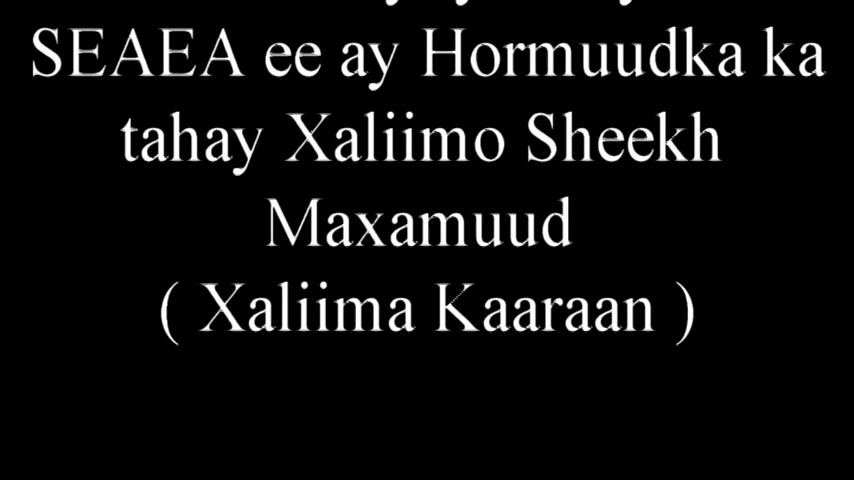 SEAEA ee ay Hormuudka ka
tahay Xaliimo Sheekh
Maxamuud
( Xaliima Kaaraan )